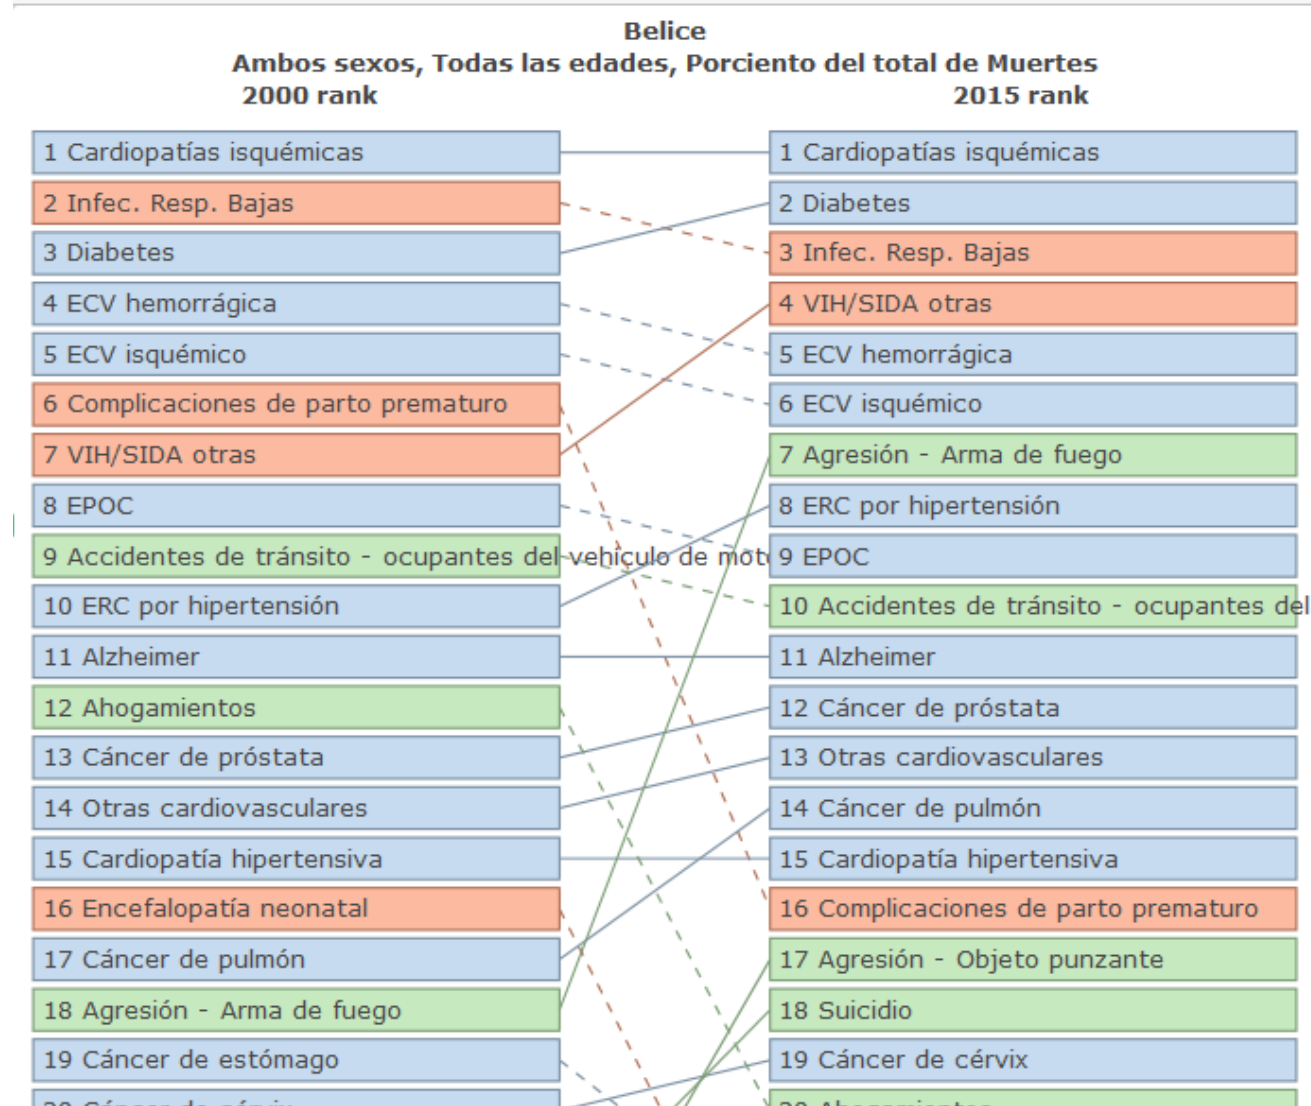 Belice
Ambos sexos, Todas las edades, Porciento del total de Muertes
2000 rank
2015 rank
1 Cardiopatías isquémicas
2 Infec. Resp. Bajas
3 Diabetes
4 ECV hemorrágica
5 ECV isquémico
6 Complicaciones de parto prematuro
7 VIH/SIDA otras
8 EPOC
9 Accidentes de tránsito - ocupantes del vehículo de moto
10 ERC por hipertensión
11 Alzheimer
12 Ahogamientos
13 Cáncer de próstata
14 Otras cardiovasculares
15 Cardiopatía hipertensiva
16 Encefalopatía neonatal
17 Cáncer de pulmón
18 Agresión - Arma de fuego
19 Cáncer de estómago
20 Cáncer de cérvix
1 Cardiopatías isquémicas
2 Diabetes
3 Infec. Resp. Bajas
4 VIH/SIDA otras
5 ECV hemorrágica
6 ECV isquémico
7 Agresión - Arma de fuego
8 ERC por hipertensión
9 EPOC
10 Accidentes de tránsito - ocupantes del
11 Alzheimer
12 Cáncer de próstata
13 Otras cardiovasculares
14 Cáncer de pulmón
15 Cardiopatía hipertensiva
16 Complicaciones de parto prematuro
17 Agresión - Objeto punzante
18 Suicidio
19 Cáncer de cérvix
20 Ahogamientos